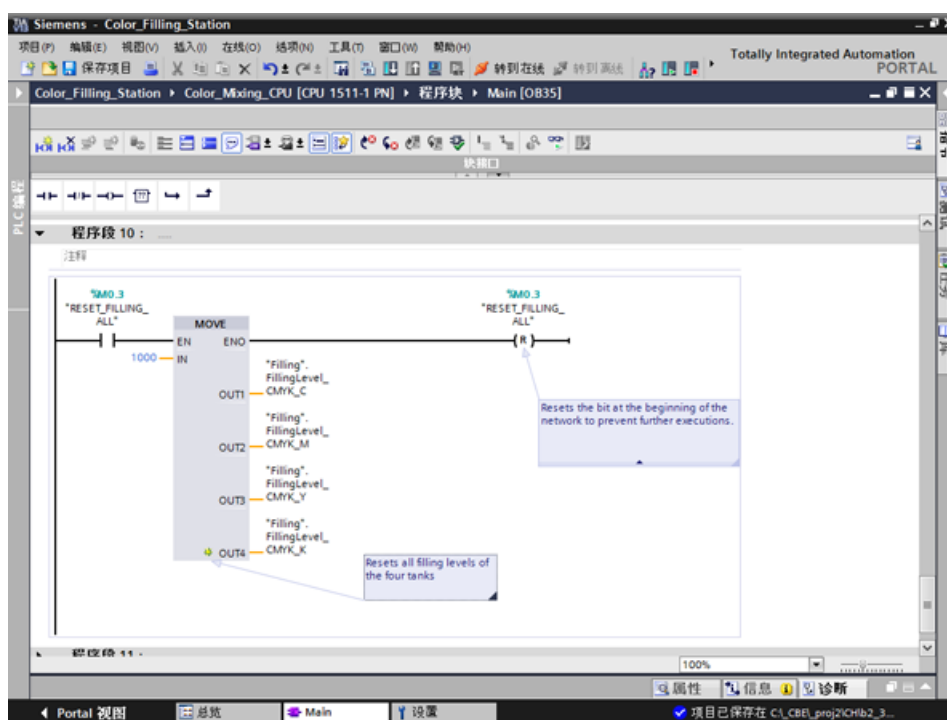 Siemens - Color_Filling_Station
项目(P) 编辑(E) 视图(V) 插入(I) 在线(O) 选项(N) 工具(T) 窗口(W) 帮助(H)
Totally Integrated Automation
PORTAL
保存项目 转到在线 转到离线
Color_Filling_Station ▸ Color_Mixing_CPU [CPU 1511-1 PN] ▸ 程序块 ▸ Main [OB35]
块接口
PLC 编程
程序段 10： .....
注释
%M0.3
"RESET_FILLING_
ALL"
MOVE
EN ENO
1000 IN
OUT1
"Filling".
FillingLevel_
CMYK_C
OUT2
"Filling".
FillingLevel_
CMYK_M
OUT3
"Filling".
FillingLevel_
CMYK_Y
OUT4
"Filling".
FillingLevel_
CMYK_K
%M0.3
"RESET_FILLING_
ALL"
R
Resets the bit at the beginning of the
network to prevent further executions.
Resets all filling levels of
the four tanks
程序段 11：
100%
属性 信息 诊断
Portal 视图 总览 Main 设置
项目已保存在 C:\_CBE\_proj2\CH\b2_3...